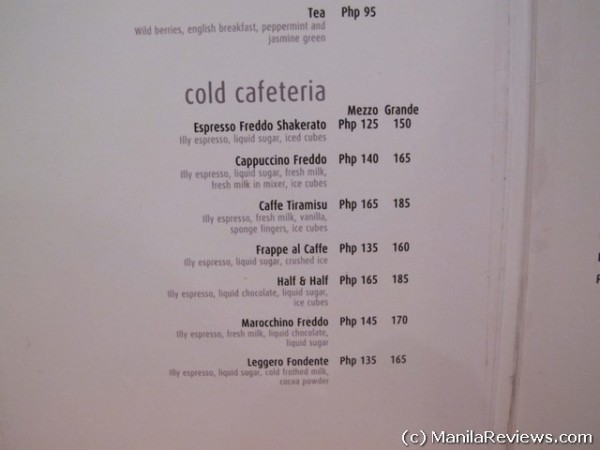 Tea Php 95
Wild berries, english breakfast, peppermint and
jasmine green
cold cafeteria
Mezzo Grande
Espresso Freddo Shakerato Php 125 150
Illy espresso, liquid sugar, iced cubes
Cappuccino Freddo Php 140 165
Illy espresso, liquid sugar, fresh milk,
fresh milk in mixer, ice cubes
Caffe Tiramisu Php 165 185
Illy espresso, fresh milk, vanilla,
sponge fingers, ice cubes
Frappe al Caffe Php 135 160
Illy espresso, liquid sugar, crushed ice
Half & Half Php 165 185
Illy espresso, liquid chocolate, liquid sugar,
ice cubes
Marocchino Freddo Php 145 170
Illy espresso, fresh milk, liquid chocolate,
liquid sugar
Leggero Fondente Php 135 165
Illy espresso, liquid sugar, cold frothed milk,
cocoa powder
(c) ManilaReviews.com